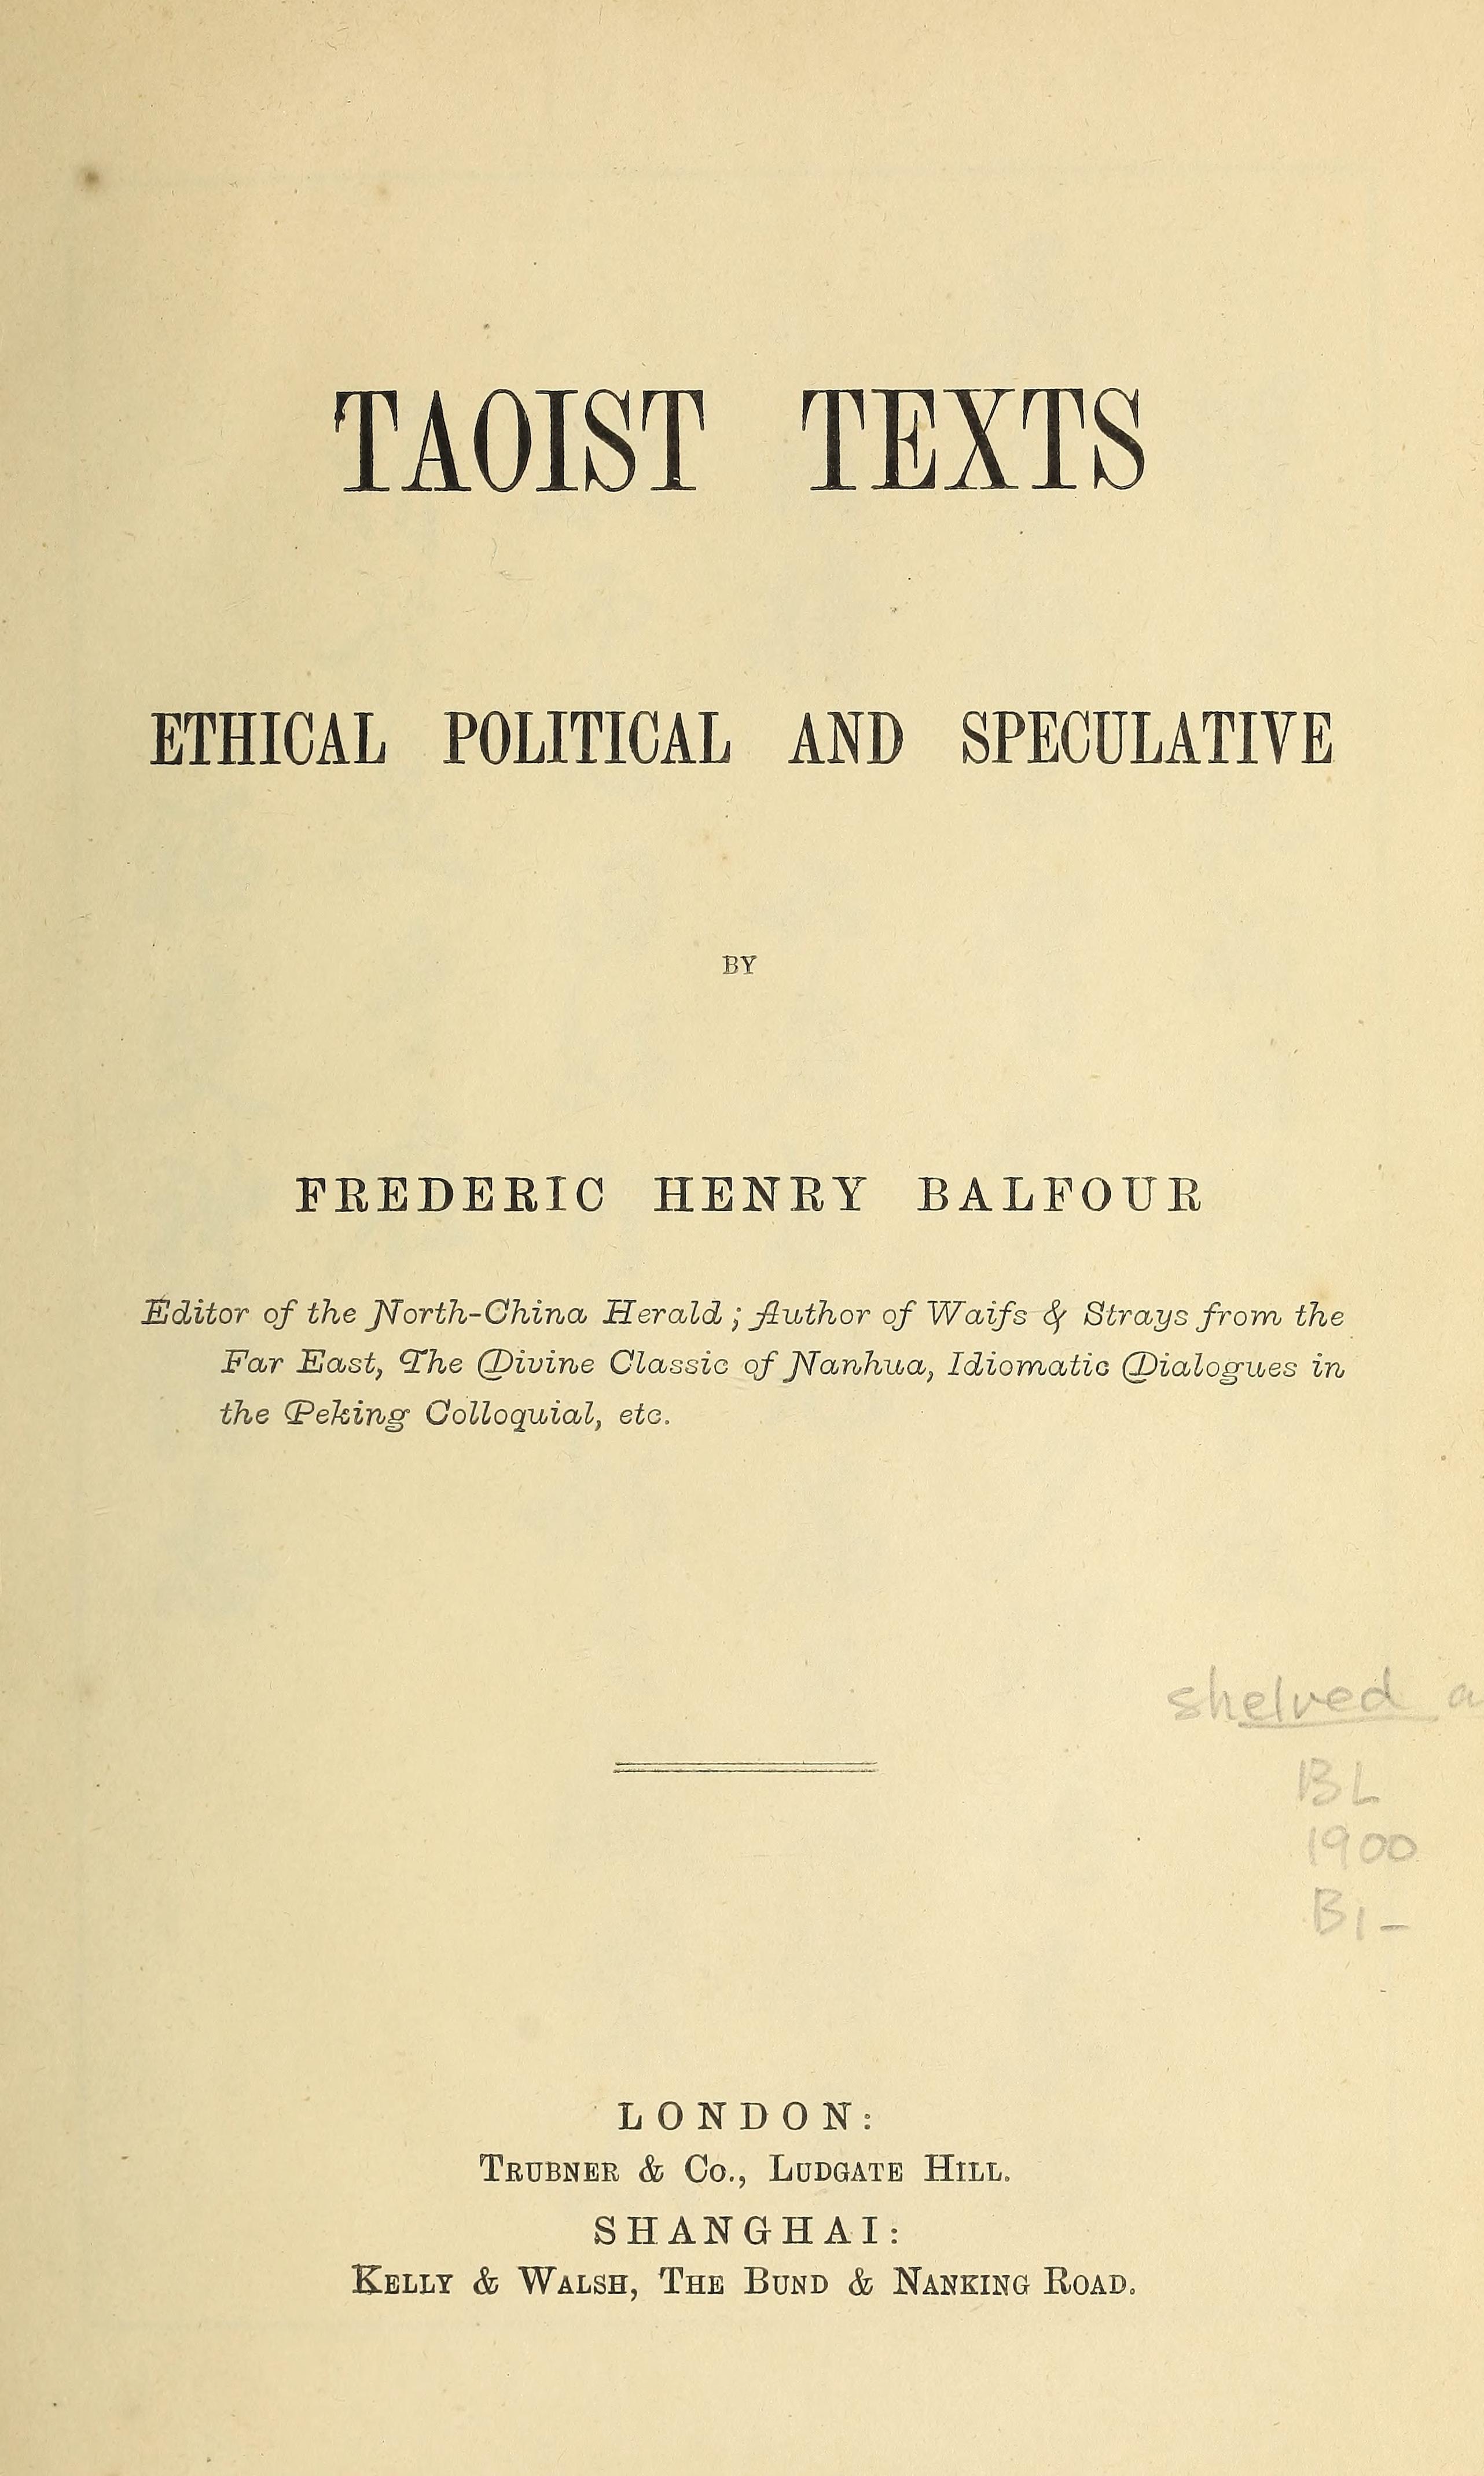 TAOIST TEXTS
ETHICAL POLITICAL AND SPECULATIVE
BY
FREDERIC HENRY BALFOUR
Editor of the North-China Herald; Author of Waifs & Strays from the
Far East, The Divine Classic of Nanhua, Idiomatic Dialogues in
the Peking Colloquial, etc.
shelved a
BL
1900
B1-
LONDON:
TRUBNER & CO., LUDGATE HILL.
SHANGHAI:
KELLY & WALSH, THE BUND & NANKING ROAD.